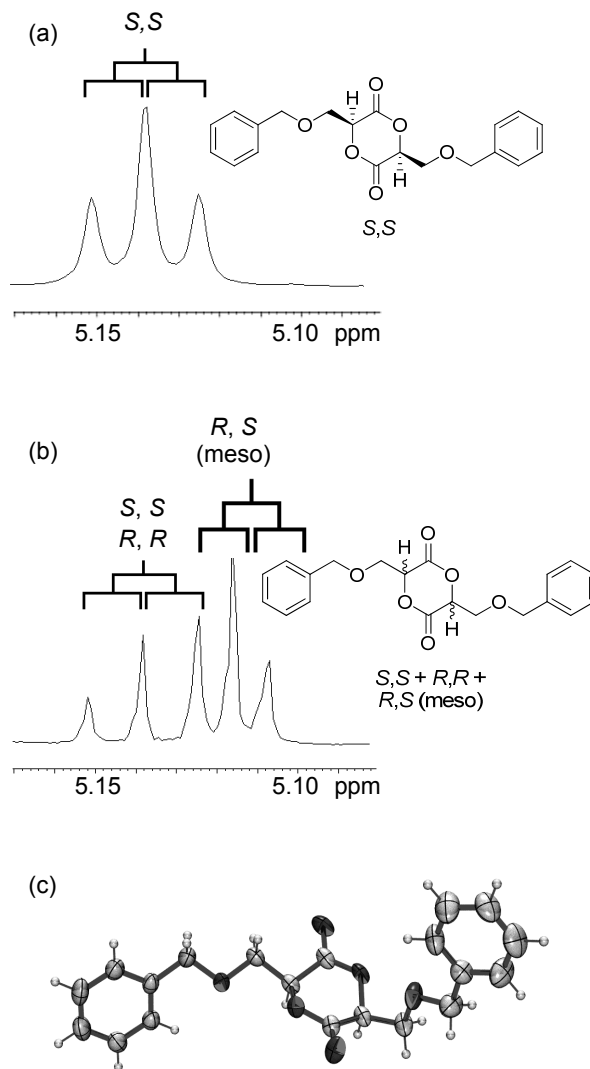 (a)
S,S
H
O
O
O
O
H
O
O
S,S
5.15 5.10 ppm
(b)
R, S
(meso)
S, S
R, R
H
O
O
O
O
H
O
O
S,S + R,R +
R,S (meso)
5.15 5.10 ppm
(c)